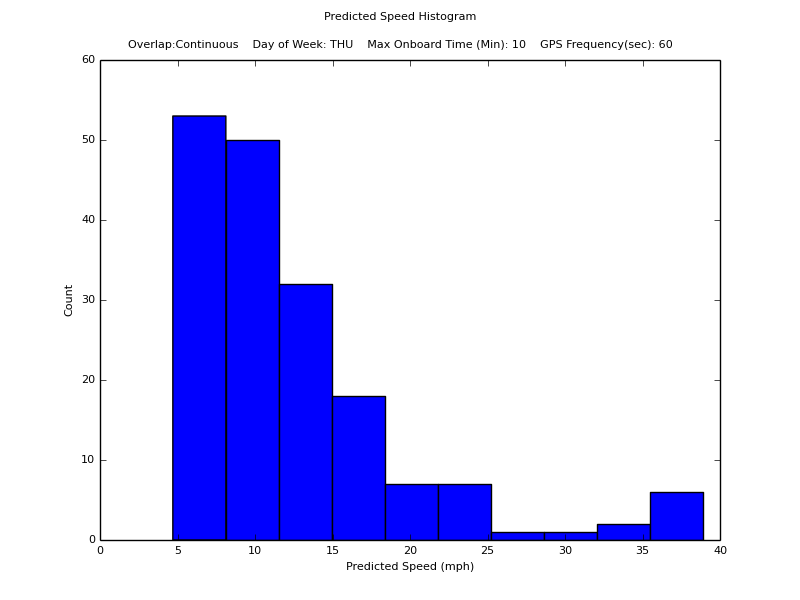 Predicted Speed Histogram
Overlap:Continuous    Day of Week: THU    Max Onboard Time (Min): 10    GPS Frequency(sec): 60
60
50
40
30
20
10
0
Count
0 5 10 15 20 25 30 35 40
Predicted Speed (mph)